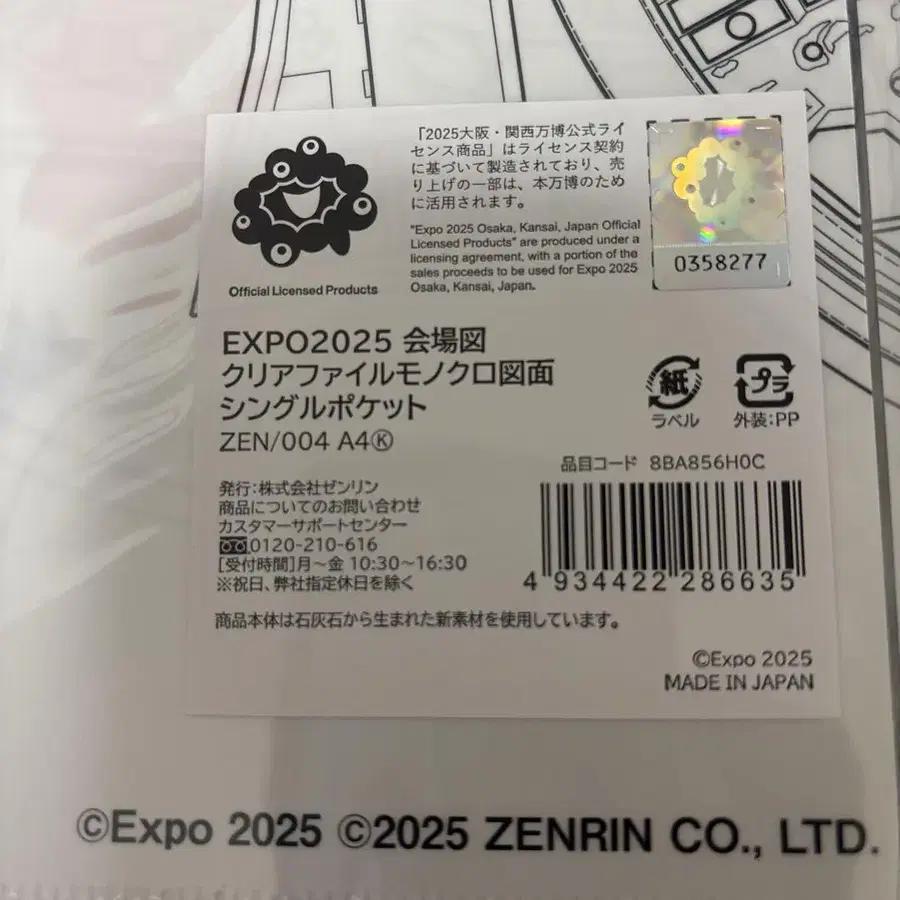 「2025大阪・関西万博公式ライ
センス商品」はライセンス契約
に基づいて製造されており、売
り上げの一部は、本万博のため
に活用されます。
"Expo 2025 Osaka, Kansai, Japan Official
Licensed Products" are produced under a
licensing agreement, with a portion of the
sales proceeds to be used for Expo 2025
Osaka, Kansai, Japan.
Official Licensed Products
0358277
EXPO2025 会場図
クリアファイルモノクロ図面
シングルポケット
ZEN/004 A4Ⓚ
紙
ラベル
プラ
外装:PP
品目コード 8BA856H0C
発行:株式会社ゼンリン
商品についてのお問い合わせ
カスタマーサポートセンター
0120-210-616
[受付時間]月~金 10:30~16:30
※祝日、弊社指定休日を除く
4 934422 286635
商品本体は石灰石から生まれた新素材を使用しています。
©Expo 2025
MADE IN JAPAN
©Expo 2025 ©2025 ZENRIN CO., LTD.